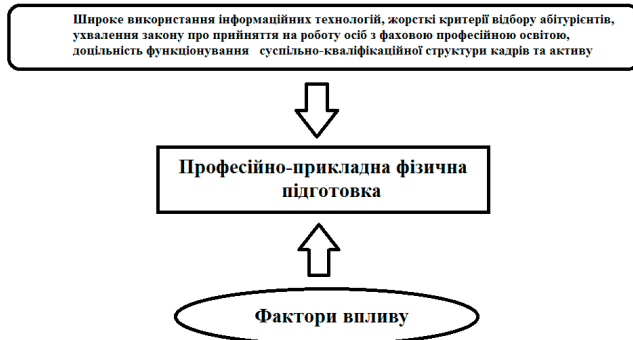 Широке використання інформаційних технологій, жорсткі критерії відбору абітурієнтів,
ухвалення закону про прийняття на роботу осіб з фаховою професійною освітою,
доцільність функціонування суспільно-кваліфікаційної структури кадрів та активу
Професійно-прикладна фізична
підготовка
Фактори впливу